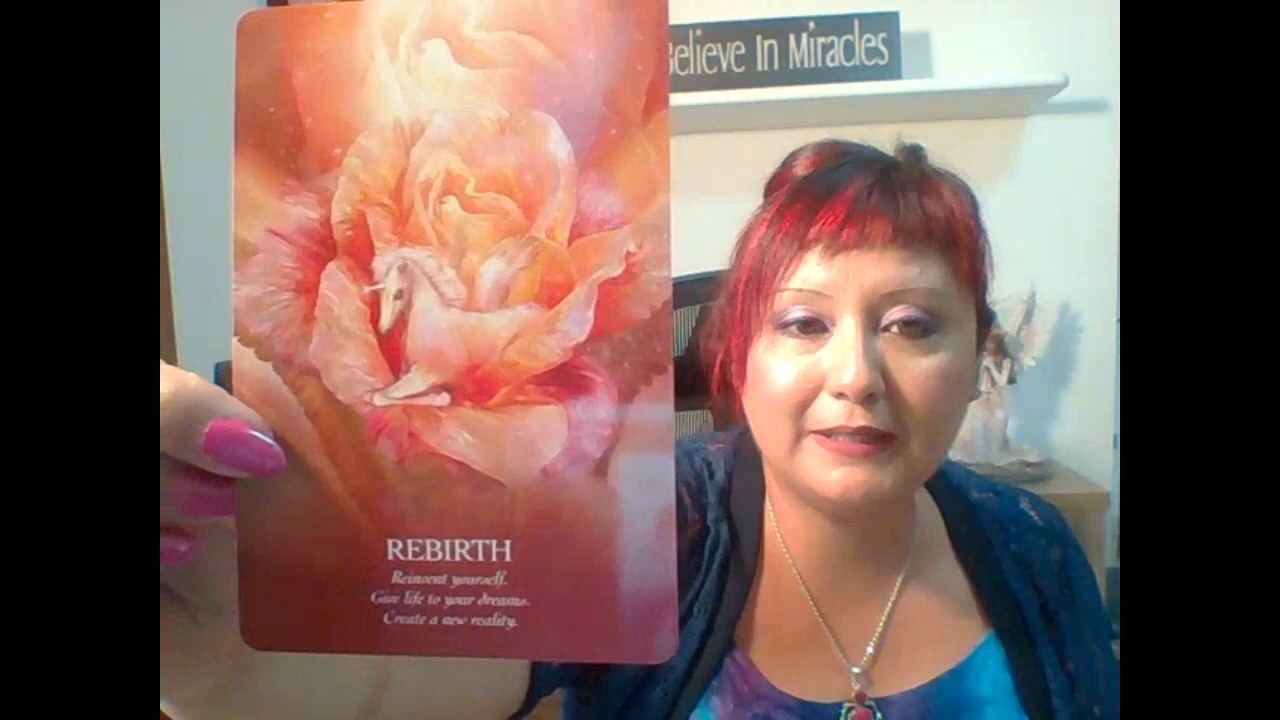 Believe In Miracles
REBIRTH
Reinvent yourself.
Give life to your dreams.
Create a new reality.